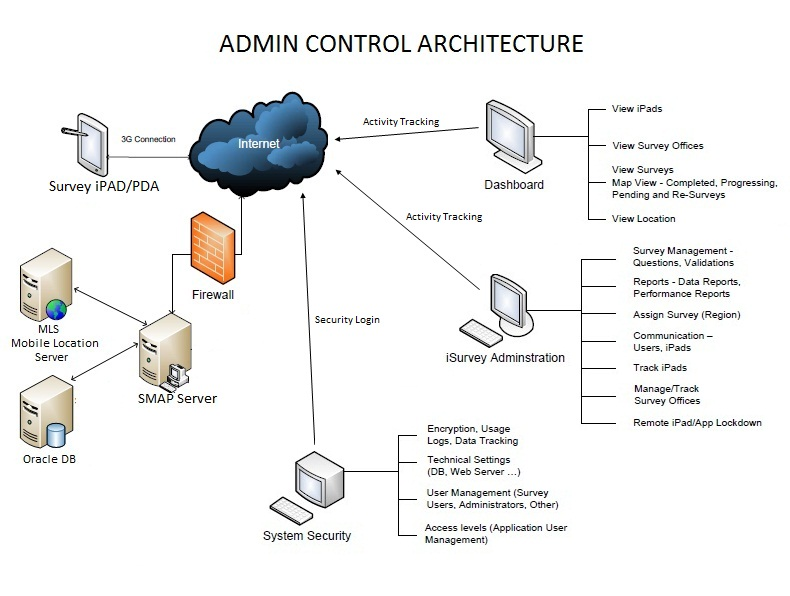 ADMIN CONTROL ARCHITECTURE
3G Connection
Survey iPAD/PDA
Internet
Activity Tracking
Dashboard
View iPads
View Survey Offices
View Surveys
Map View - Completed, Progressing,
Pending and Re-Surveys
View Location
Activity Tracking
iSurvey Adminstration
Survey Management -
Questions, Validations
Reports - Data Reports,
Performance Reports
Assign Survey (Region)
Communication –
Users, iPads
Track iPads
Manage/Track
Survey Offices
Remote iPad/App Lockdown
Firewall
MLS
Mobile Location
Server
SMAP Server
Oracle DB
Security Login
System Security
Encryption, Usage
Logs, Data Tracking
Technical Settings
(DB, Web Server ...)
User Management (Survey
Users, Administrators, Other)
Access levels (Application User
Management)